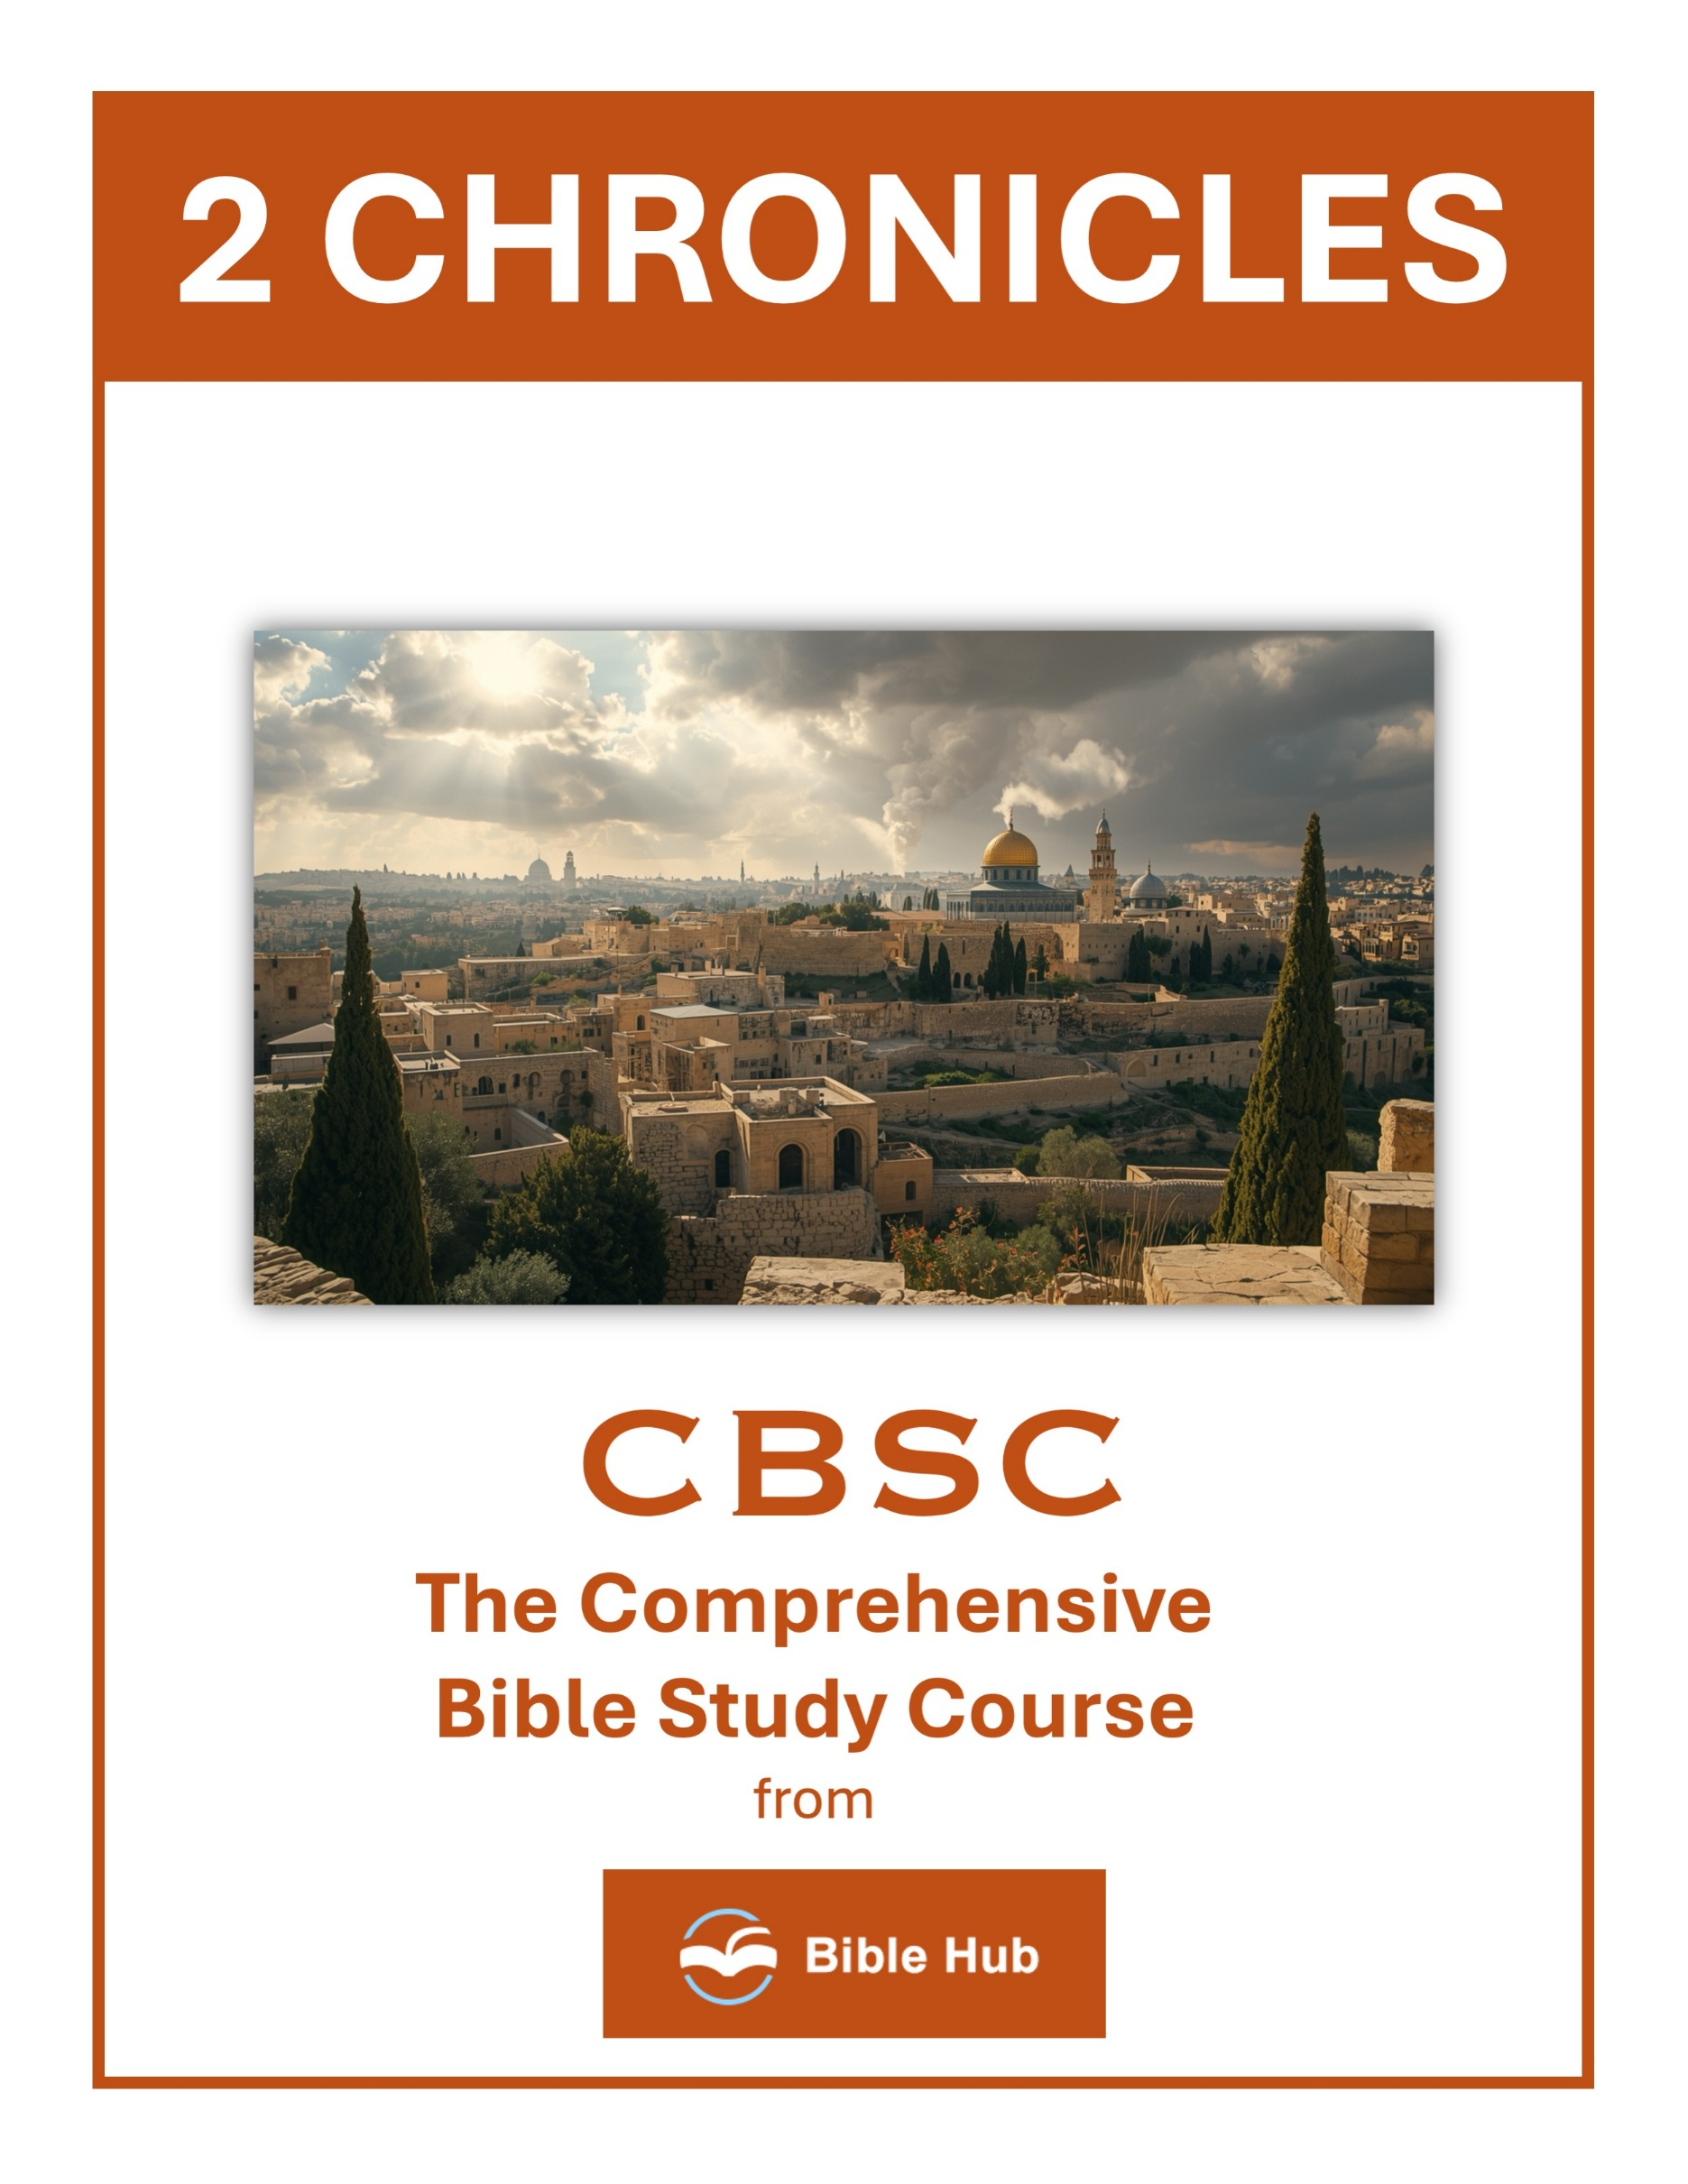 2 CHRONICLES
CBSC
The Comprehensive
Bible Study Course
from
Bible Hub